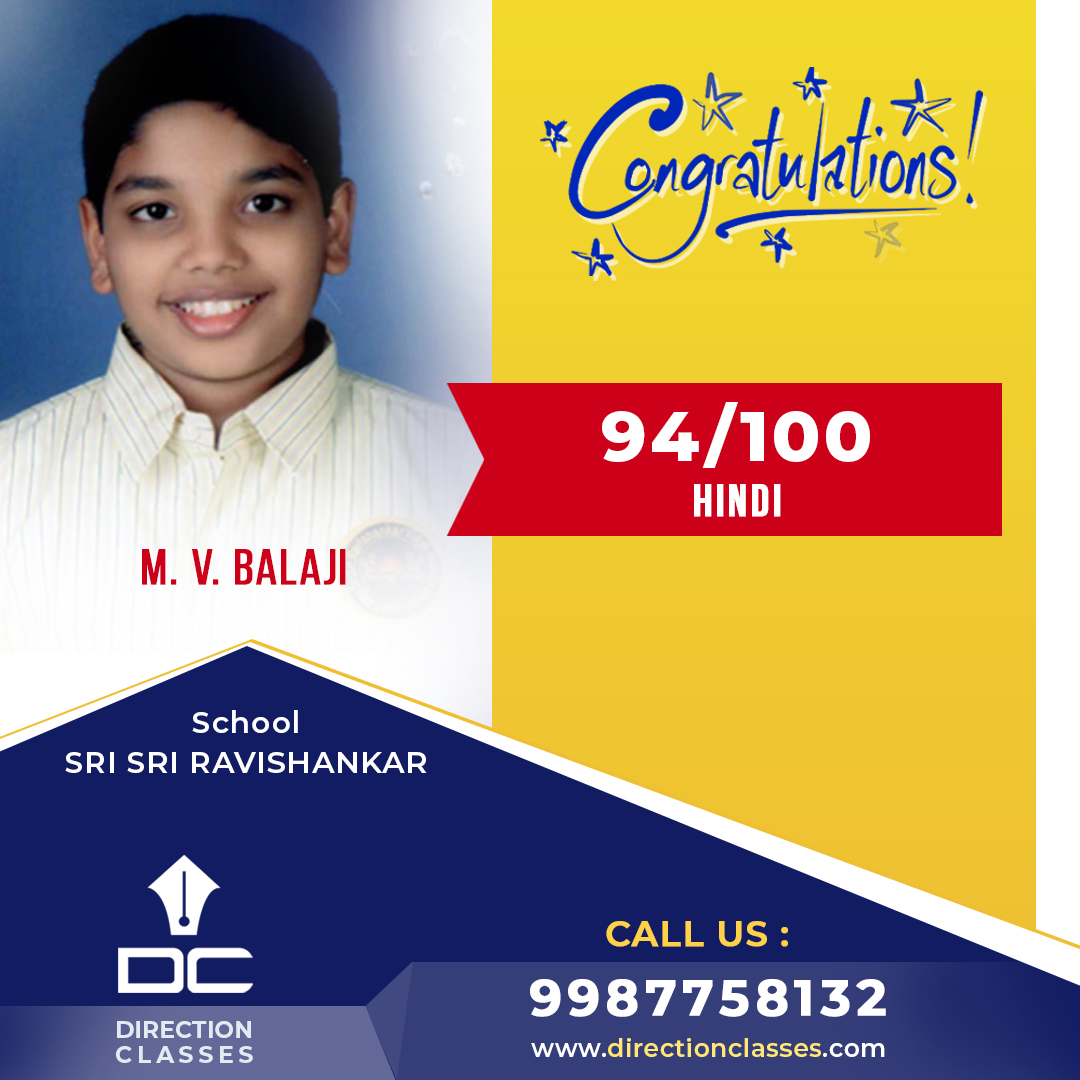 Congratulations!
94/100
HINDI
M. V. BALAJI
School
SRI SRI RAVISHANKAR
DC
DIRECTION
CLASSES
CALL US :
9987758132
www.directionclasses.com